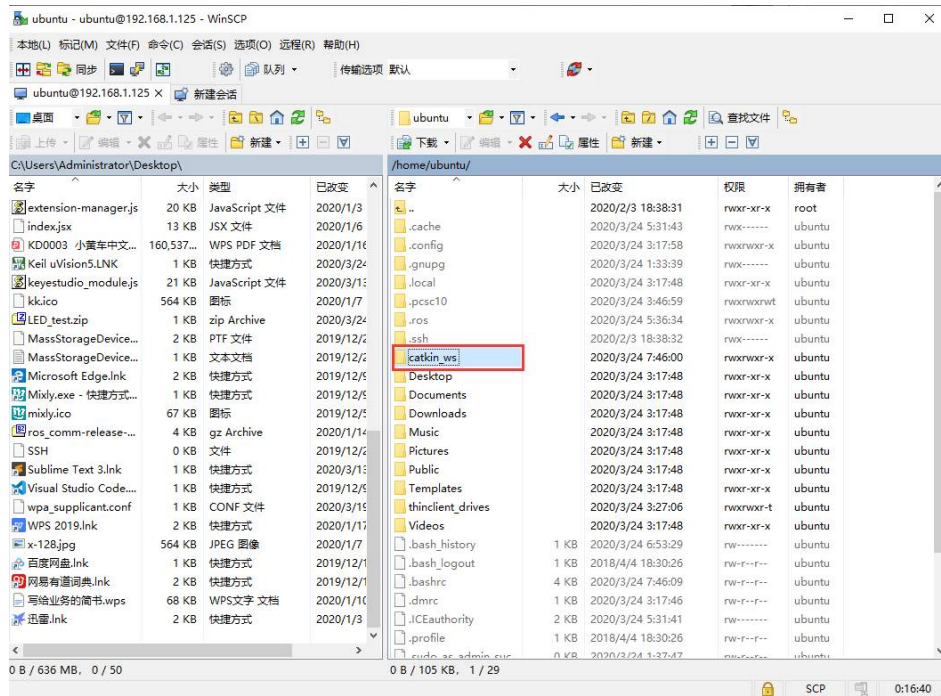 ubuntu - ubuntu@192.168.1.125 - WinSCP
本地(L) 标记(M) 文件(F) 命令(C) 会话(S) 选项(O) 远程(R) 帮助(H)
同步 队列 传输选项 默认
ubuntu@192.168.1.125 × 新建会话
桌面 ubuntu 查找文件
上传 编辑 属性 新建 下载 编辑 属性 新建
C:\Users\Administrator\Desktop\ /home/ubuntu/
名字 大小 类型 已改变 名字 大小 已改变 权限 拥有者
extension-manager.js 20 KB JavaScript 文件 2020/1/3 .. 2020/2/3 18:38:31 rwxr-xr-x root
index.jsx 13 KB JSX 文件 2020/1/6 .cache 2020/3/24 5:31:43 rwx------ ubuntu
KD0003 小黄车中文... 160,537... WPS PDF 文档 2020/1/16 .config 2020/3/24 3:17:58 rwxrwxr-x ubuntu
Keil uVision5.LNK 1 KB 快捷方式 2020/3/24 .gnupg 2020/3/24 1:33:39 rwx------ ubuntu
keyestudio_module.js 21 KB JavaScript 文件 2020/3/13 .local 2020/3/24 3:17:48 rwxr-xr-x ubuntu
kk.ico 564 KB 图标 2020/1/7 .pcsc10 2020/3/24 3:46:59 rwxrwxrwt ubuntu
LED_test.zip 1 KB zip Archive 2020/3/24 .ros 2020/3/24 5:36:34 rwxrwxr-x ubuntu
MassStorageDevice... 2 KB PTF 文件 2019/12/2 .ssh 2020/2/3 18:38:32 rwx------ ubuntu
MassStorageDevice... 1 KB 文本文档 2019/12/2 catkin_ws 2020/3/24 7:46:00 rwxrwxr-x ubuntu
Microsoft Edge.lnk 2 KB 快捷方式 2019/12/9 Desktop 2020/3/24 3:17:48 rwxr-xr-x ubuntu
Mixly.exe - 快捷方式... 1 KB 快捷方式 2019/12/9 Documents 2020/3/24 3:17:48 rwxr-xr-x ubuntu
mixly.ico 67 KB 图标 2019/12/5 Downloads 2020/3/24 3:17:48 rwxr-xr-x ubuntu
ros_comm-release-... 4 KB gz Archive 2020/1/14 Music 2020/3/24 3:17:48 rwxr-xr-x ubuntu
SSH 0 KB 文件 2019/12/2 Pictures 2020/3/24 3:17:48 rwxr-xr-x ubuntu
Sublime Text 3.lnk 1 KB 快捷方式 2020/3/13 Public 2020/3/24 3:17:48 rwxr-xr-x ubuntu
Visual Studio Code.... 1 KB 快捷方式 2019/12/9 Templates 2020/3/24 3:17:48 rwxr-xr-x ubuntu
wpa_supplicant.conf 1 KB CONF 文件 2020/3/19 thinclient_drives 2020/3/24 3:27:06 rwxrwxr-t ubuntu
WPS 2019.lnk 2 KB 快捷方式 2020/1/17 Videos 2020/3/24 3:17:48 rwxr-xr-x ubuntu
x-128.jpg 564 KB JPEG 图像 2020/1/7 .bash_history 1 KB 2020/3/24 6:53:29 rw------- ubuntu
百度网盘.lnk 1 KB 快捷方式 2019/12/1 .bash_logout 1 KB 2018/4/4 18:30:26 rw-r--r-- ubuntu
网易有道词典.lnk 2 KB 快捷方式 2019/12/1 .bashrc 4 KB 2020/3/24 7:46:09 rw-r--r-- ubuntu
写给业务的简书.wps 68 KB WPS文字 文档 2020/1/10 .dmrc 1 KB 2020/3/24 3:17:46 rw-r--r-- ubuntu
迅雷.lnk 2 KB 快捷方式 2020/1/3 .ICEauthority 2 KB 2020/3/24 5:31:41 rw------- ubuntu
.profile 1 KB 2018/4/4 18:30:26 rw-r--r-- ubuntu
.sudo_as_admin_suc... 0 KB 2020/3/24 1:37:47 rw-r--r-- ubuntu
0 B / 636 MB, 0 / 50 0 B / 105 KB, 1 / 29
SCP 0:16:40